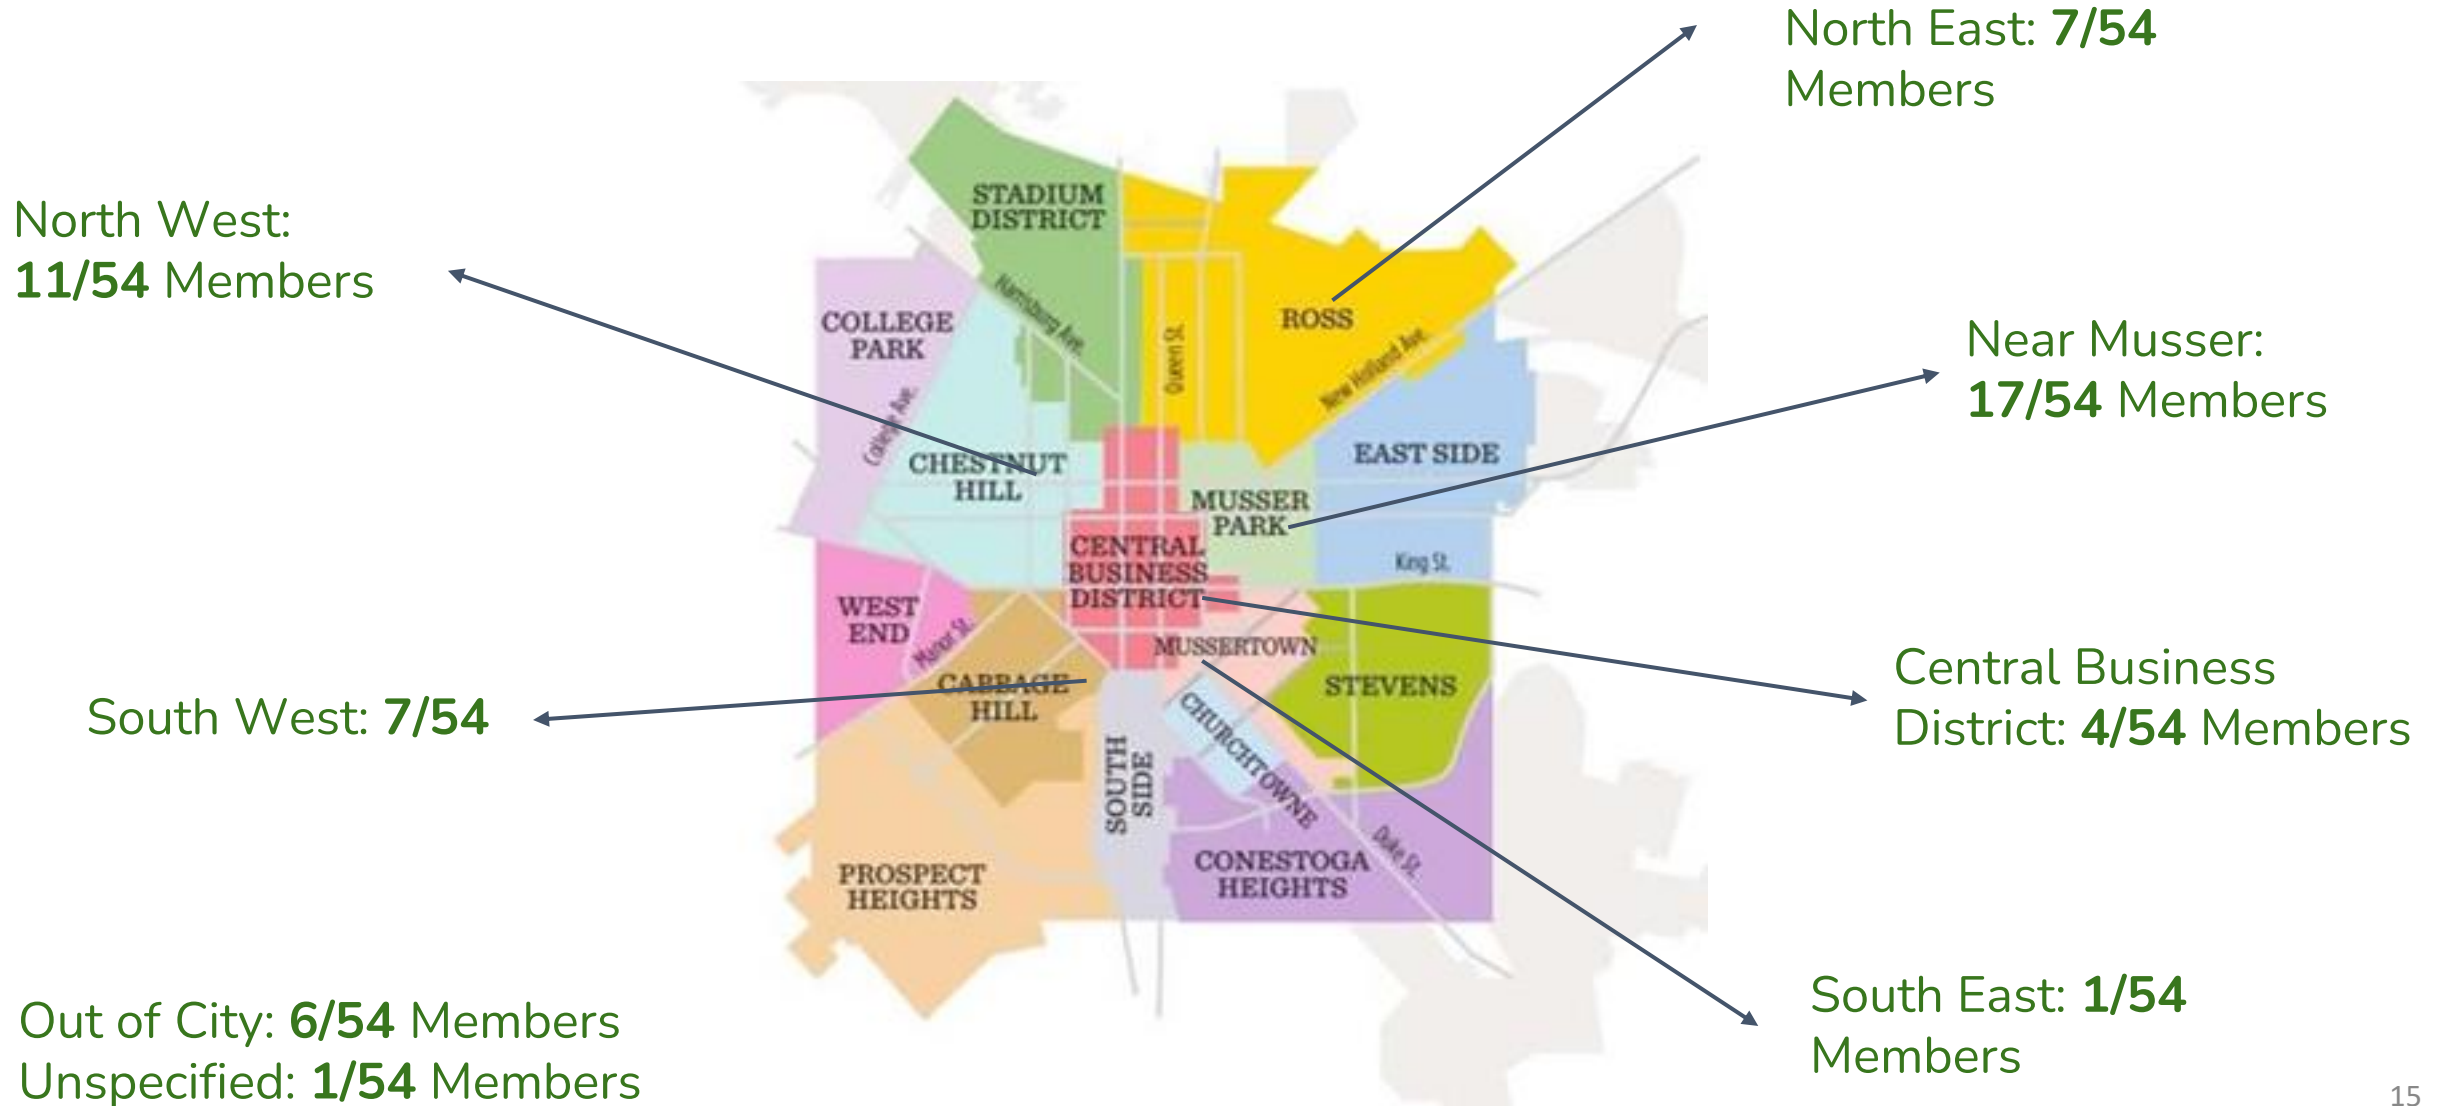 North East: 7/54
Members
North West:
11/54 Members
Near Musser:
17/54 Members
South West: 7/54
Central Business
District: 4/54 Members
South East: 1/54
Members
Out of City: 6/54 Members
Unspecified: 1/54 Members
STADIUM
DISTRICT
COLLEGE
PARK
Harrisburg Ave.
Queen St.
ROSS
New Holland Ave.
College Ave.
CHESTNUT
HILL
EAST SIDE
MUSSER
PARK
CENTRAL
BUSINESS
DISTRICT
King St.
WEST
END
Manor St.
MUSSERTOWN
CABBAGE
HILL
STEVENS
CHURCHTOWNE
SOUTH
SIDE
Duke St.
PROSPECT
HEIGHTS
CONESTOGA
HEIGHTS
15